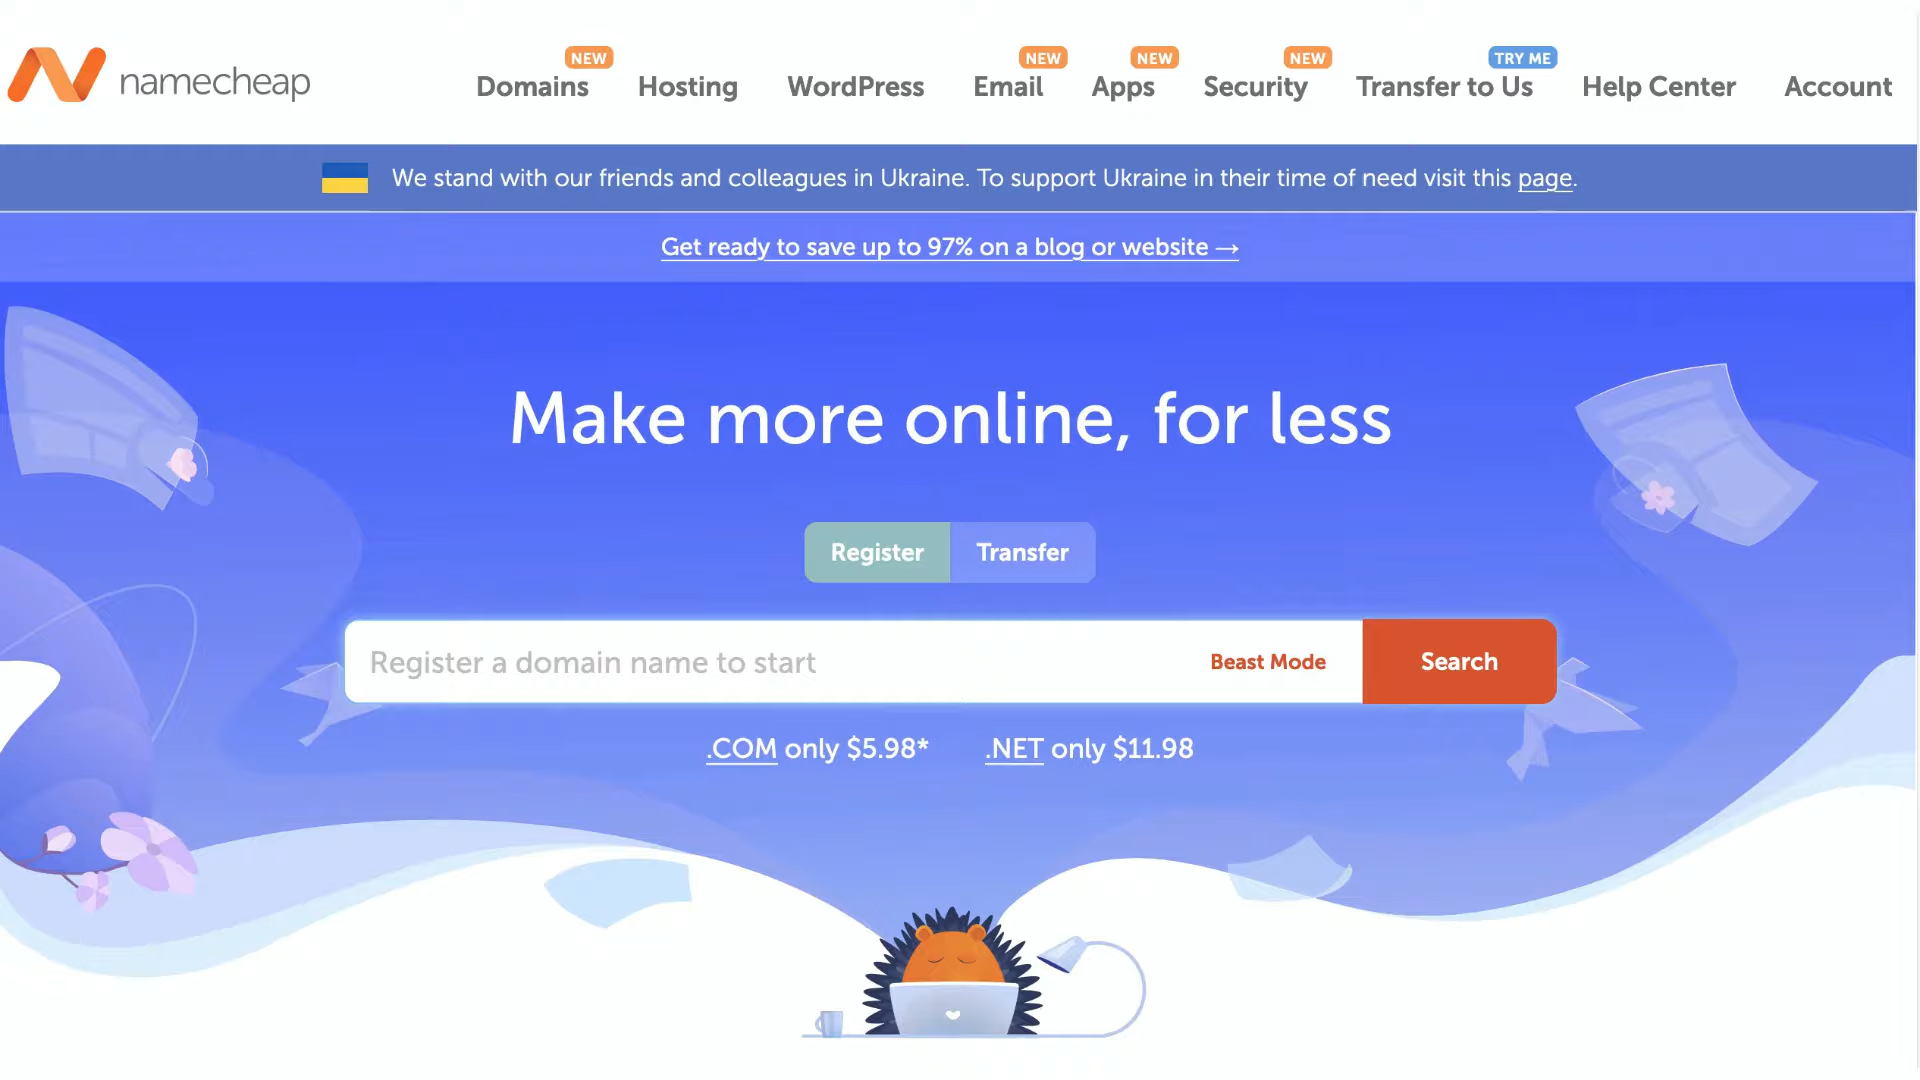 namecheap
NEW NEW NEW NEW TRY ME
Domains Hosting WordPress Email Apps Security Transfer to Us Help Center Account
We stand with our friends and colleagues in Ukraine. To support Ukraine in their time of need visit this page.
Get ready to save up to 97% on a blog or website →
Make more online, for less
Register Transfer
Register a domain name to start Beast Mode Search
.COM only $5.98* .NET only $11.98